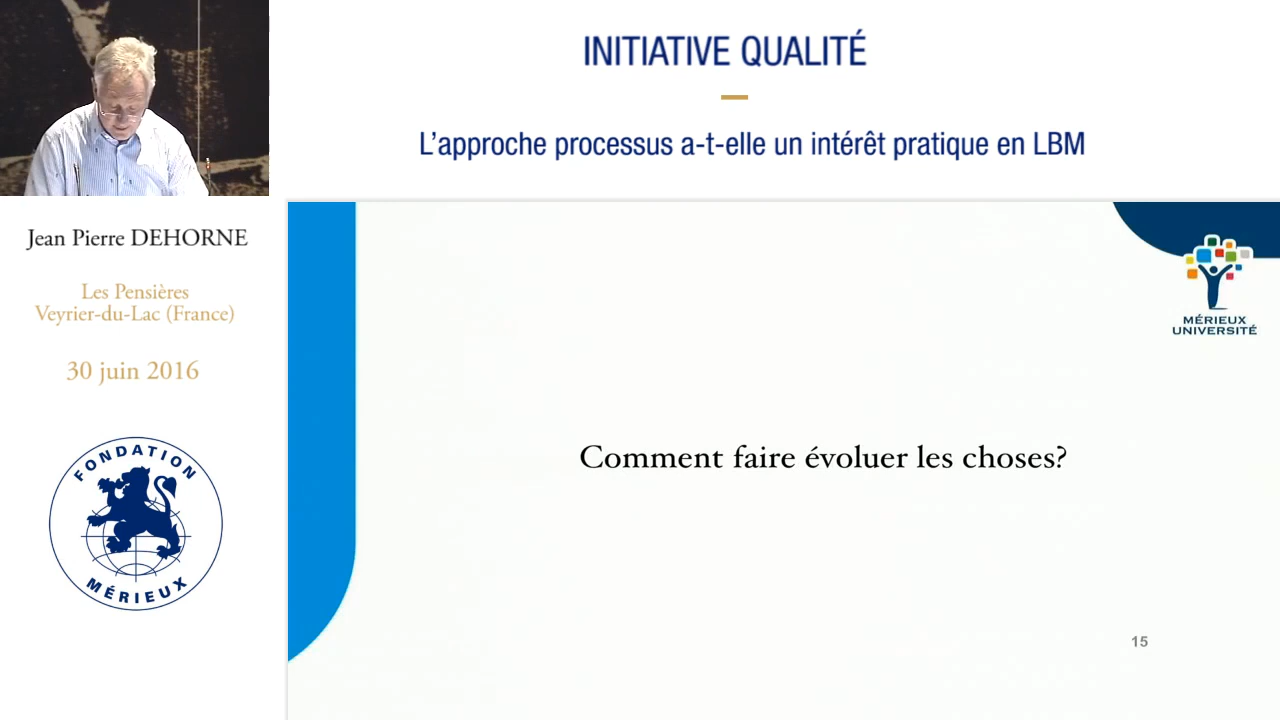 INITIATIVE QUALITÉ
L'approche processus a-t-elle un intérêt pratique en LBM
Jean Pierre DEHORNE
Les Pensières
Veyrier-du-Lac (France)
30 juin 2016
FONDATION
MÉRIEUX
MÉRIEUX
UNIVERSITÉ
Comment faire évoluer les choses?
15